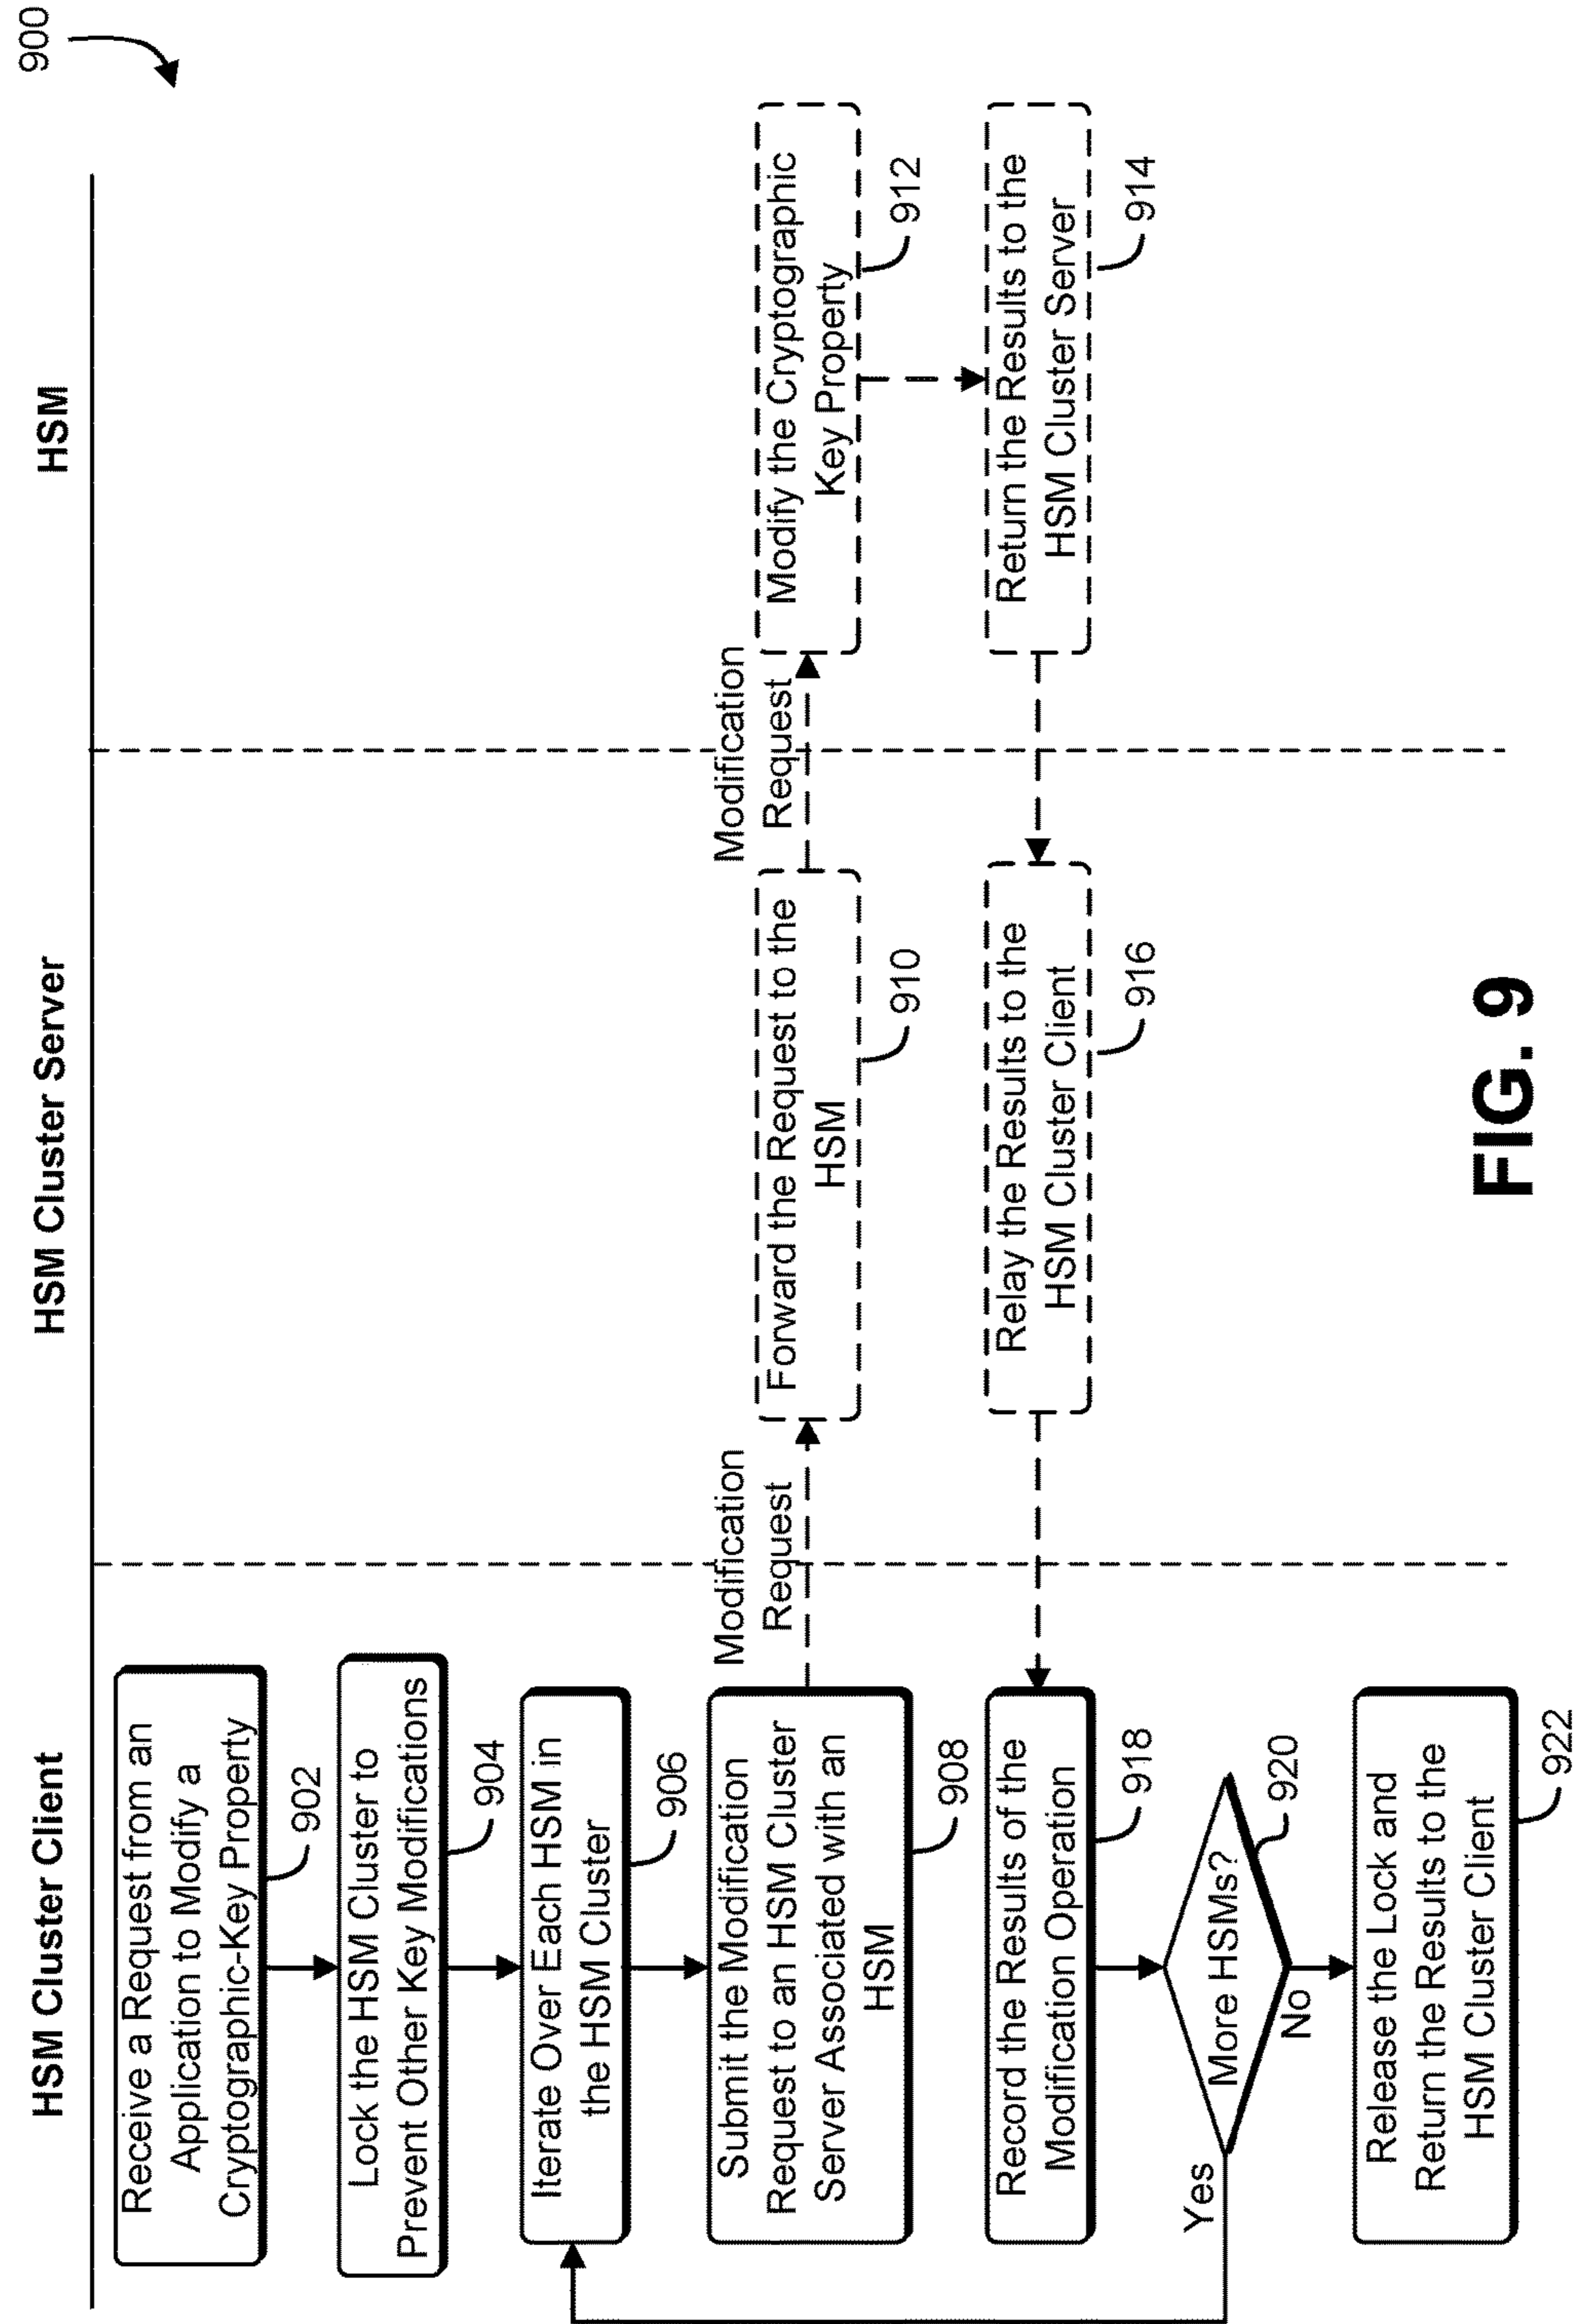 900
HSM Cluster Client
HSM Cluster Server
HSM
Receive a Request from an
Application to Modify a
Cryptographic-Key Property
902
Lock the HSM Cluster to
Prevent Other Key Modifications
904
Iterate Over Each HSM in
the HSM Cluster
906
Submit the Modification
Request to an HSM Cluster
Server Associated with an
HSM
908
Modification
Request
Forward the Request to the
HSM
910
Modification
Request
Modify the Cryptographic
Key Property
912
Return the Results to the
HSM Cluster Server
914
Relay the Results to the
HSM Cluster Client
916
Record the Results of the
Modification Operation
918
More HSMs?
920
Yes
No
Release the Lock and
Return the Results to the
HSM Cluster Client
922
FIG. 9